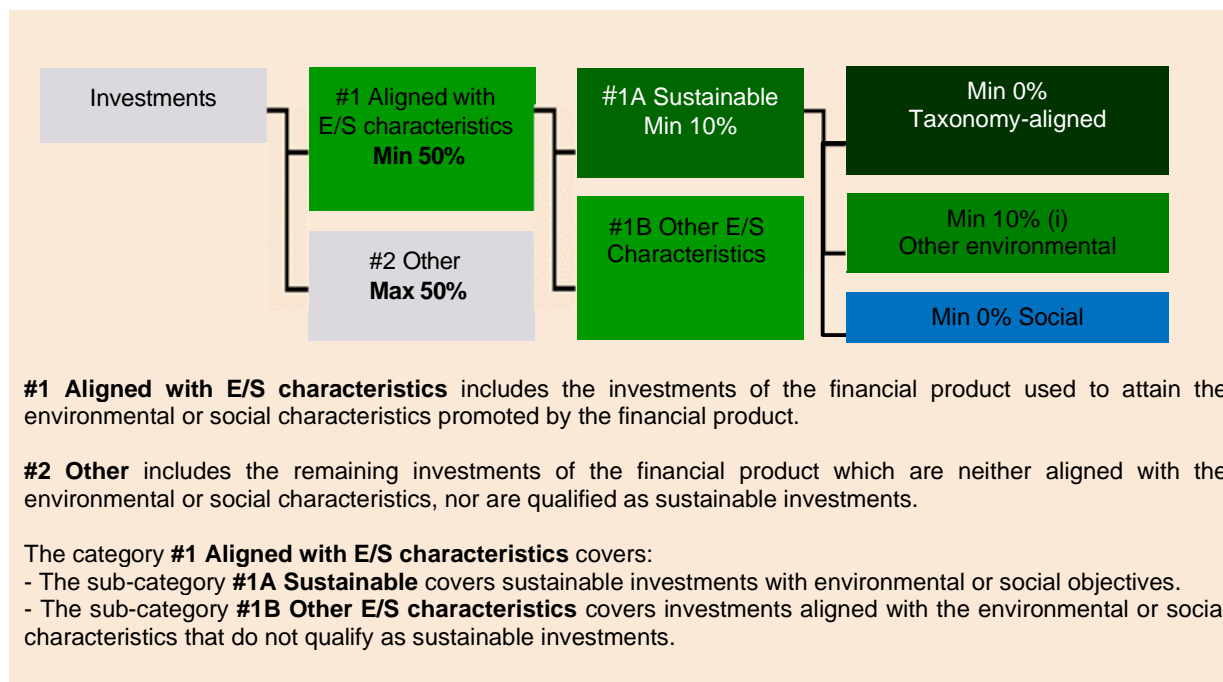 Investments
#1 Aligned with
E/S characteristics
Min 50%
#2 Other
Max 50%
#1A Sustainable
Min 10%
#1B Other E/S
Characteristics
Min 0%
Taxonomy-aligned
Min 10% (i)
Other environmental
Min 0% Social
#1 Aligned with E/S characteristics includes the investments of the financial product used to attain the
environmental or social characteristics promoted by the financial product.
#2 Other includes the remaining investments of the financial product which are neither aligned with the
environmental or social characteristics, nor are qualified as sustainable investments.
The category #1 Aligned with E/S characteristics covers:
- The sub-category #1A Sustainable covers sustainable investments with environmental or social objectives.
- The sub-category #1B Other E/S characteristics covers investments aligned with the environmental or social
characteristics that do not qualify as sustainable investments.